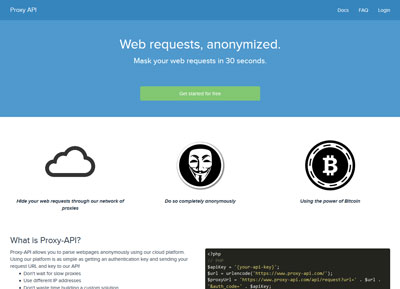 Proxy API
Docs FAQ Login
Web requests, anonymized.
Mask your web requests in 30 seconds.
Get started for free
Hide your web requests through our network of
proxies
Do so completely anonymously
Using the power of Bitcoin
What is Proxy-API?
Proxy-API allows you to parse webpages anonymously using our cloud platform.
Using our platform is as simple as getting an authentication key and sending your
request URL and key to our API!
Don't wait for slow proxies
Use different IP addresses
Don't waste time building a custom solution
<?php
$apiKey = '{your-api-key}';
$url = urlencode('https://www.proxy-api.com/');
$proxyUrl = 'https://www.proxy-api.com/api/request?url=' . $url .
'&auth_code=' . $apiKey;